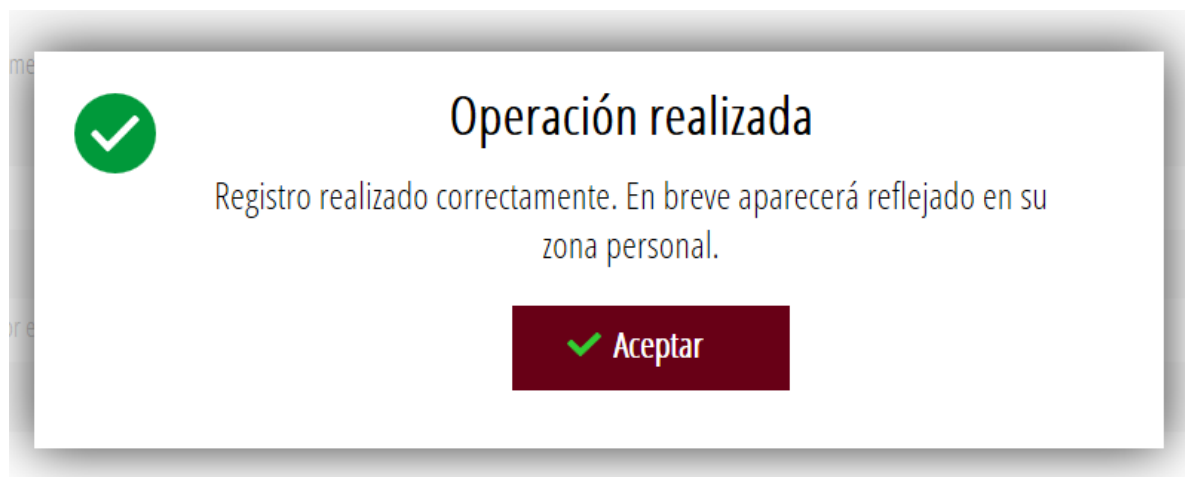 Operación realizada
Registro realizado correctamente. En breve aparecerá reflejado en su
zona personal.
Aceptar